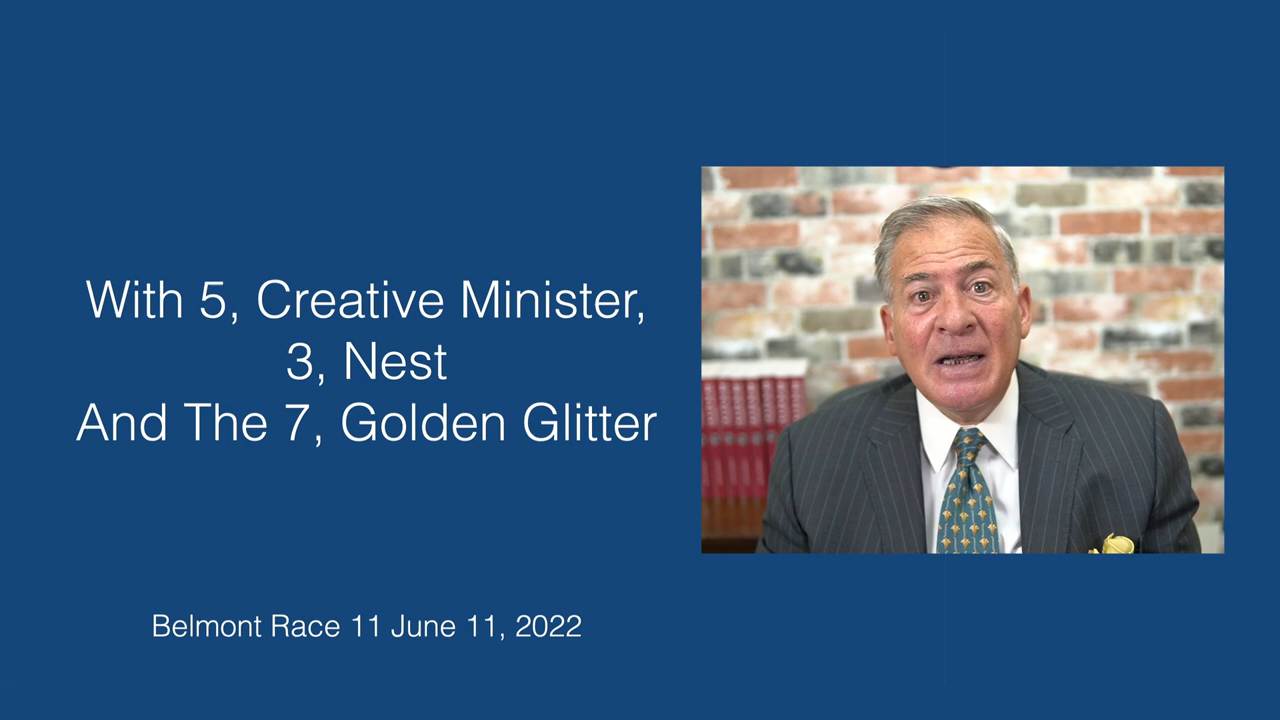 With 5, Creative Minister,
3, Nest
And The 7, Golden Glitter
Belmont Race 11 June 11, 2022